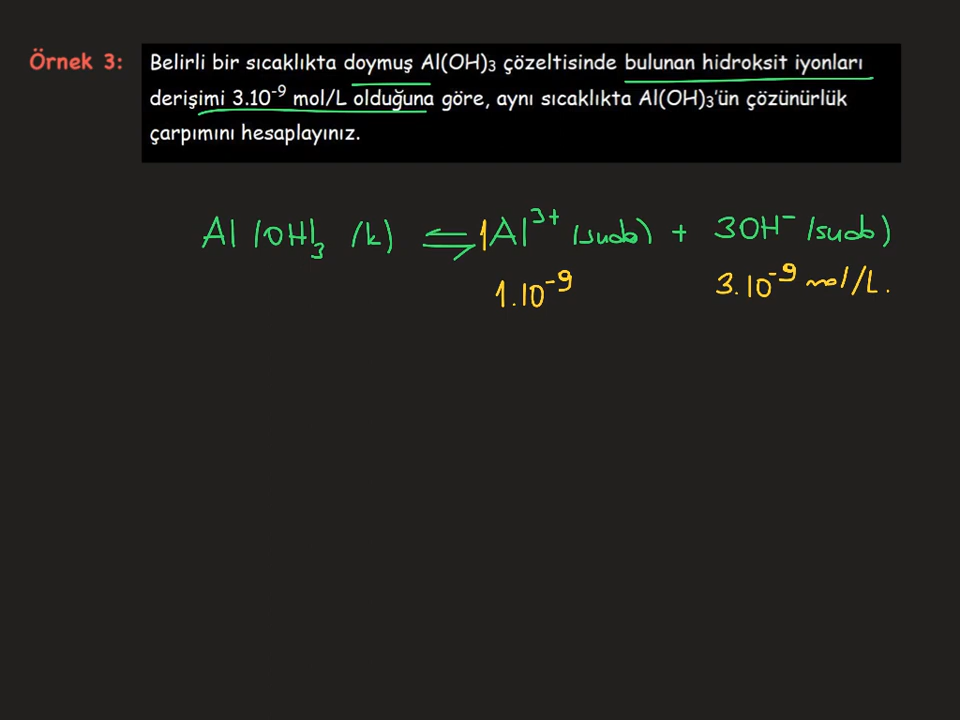 Örnek 3: Belirli bir sıcaklıkta doymuş Al(OH)₃ çözeltisinde bulunan hidroksit iyonları
derişimi 3.10⁻⁹ mol/L olduğuna göre, aynı sıcaklıkta Al(OH)₃'ün çözünürlük
çarpımını hesaplayınız.
Al(OH)₃ (k) ⇌ 1Al³⁺ (suda) + 3OH⁻ (suda)
1.10⁻⁹ 3.10⁻⁹ mol/L.